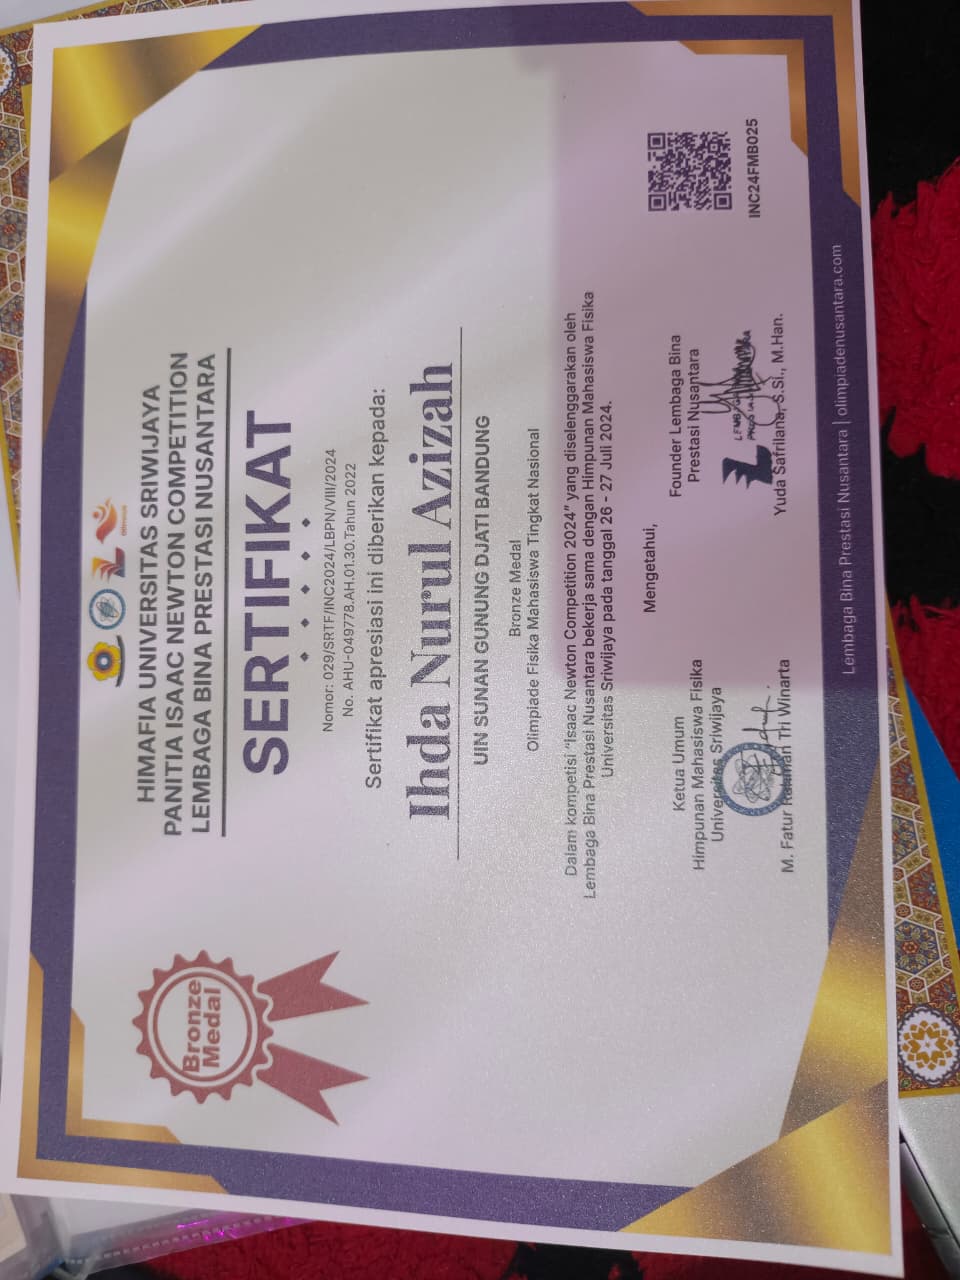 HIMAFIA UNIVERSITAS SRIWIJAYA
PANITIA ISAAC NEWTON COMPETITION
LEMBAGA BINA PRESTASI NUSANTARA
Bronze
Medal
SERTIFIKAT
Nomor: 029/SRTF/INC2024/LBPN/VIII/2024
No. AHU-049778.AH.01.30.Tahun 2022
Sertifikat apresiasi ini diberikan kepada:
Ihda Nurul Azizah
UIN SUNAN GUNUNG DJATI BANDUNG
Bronze Medal
Olimpiade Fisika Mahasiswa Tingkat Nasional
Dalam kompetisi "Isaac Newton Competition 2024" yang diselenggarakan oleh
Lembaga Bina Prestasi Nusantara bekerja sama dengan Himpunan Mahasiswa Fisika
Universitas Sriwijaya pada tanggal 26 - 27 Juli 2024.
Mengetahui,
Ketua Umum
Himpunan Mahasiswa Fisika
Universitas Sriwijaya
M. Fatur Rahman Tri Winarta
Founder Lembaga Bina
Prestasi Nusantara
Yuda Safrilana, S.Si., M.Han.
INC24FMB025
Lembaga Bina Prestasi Nusantara | olimpiadenusantara.com